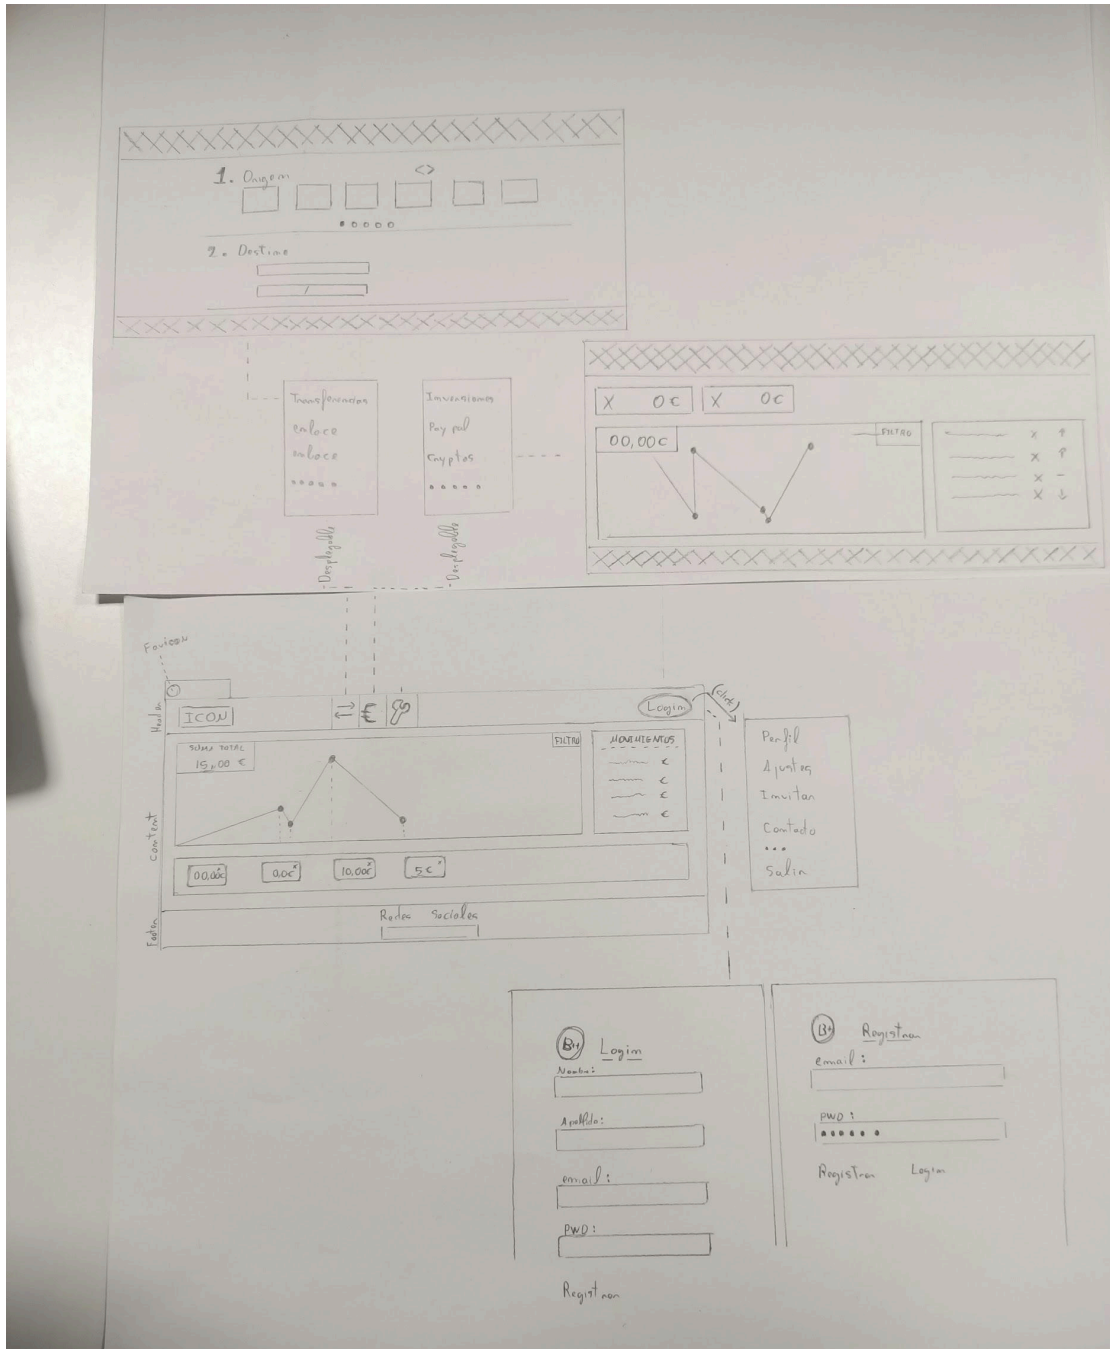 1. Origen
<>
2. Destino
Transferencias
enlace
enlace
Inversiones
Pay pal
Cryptos
Desplegable
Desplegable
X 0€ X 0€
00,00€
FILTRO
X ↑
X ↑
X -
X ↓
Favicon
Header
ICON
Login
(click)
Content
SUMA TOTAL
15,00 €
FILTRO
MOVIMIENTOS
€
€
€
€
00,00€ 0,0€ 10,00€ 5€
Footer
Redes Sociales
Perfil
Ajustes
Invitar
Contacto
...
Salir
B+ Login
Nombre:
Apellido:
email:
PWD:
Registrar
B+ Registrar
email:
PWD:
Registrar Login